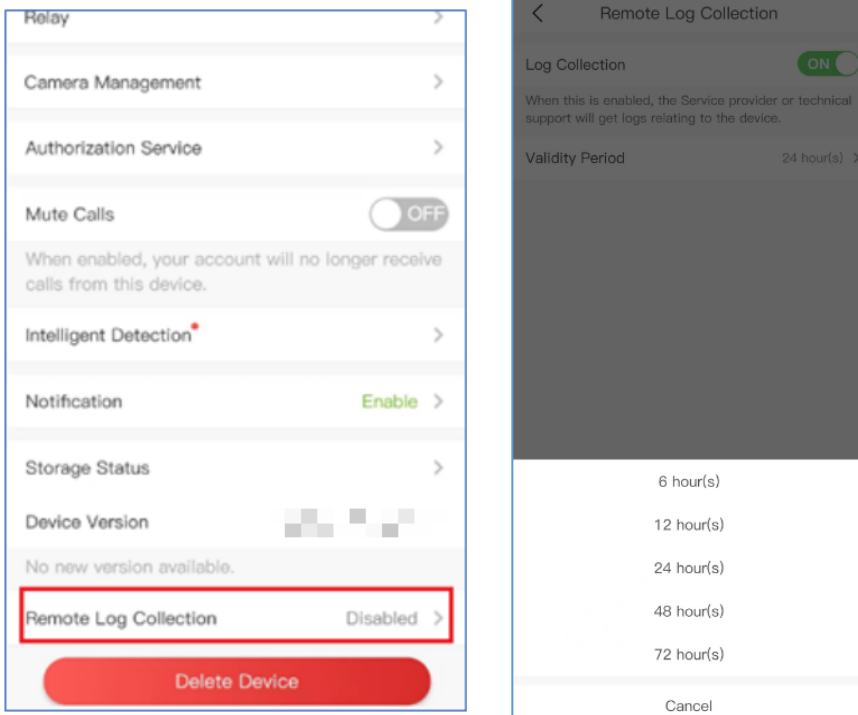 Relay
Camera Management
Authorization Service
Mute Calls
OFF
When enabled, your account will no longer receive
calls from this device.
Intelligent Detection
Notification
Enable
Storage Status
Device Version
No new version available.
Remote Log Collection
Disabled
Delete Device
Remote Log Collection
Log Collection
ON
When this is enabled, the Service provider or technical
support will get logs relating to the device.
Validity Period
24 hour(s)
6 hour(s)
12 hour(s)
24 hour(s)
48 hour(s)
72 hour(s)
Cancel